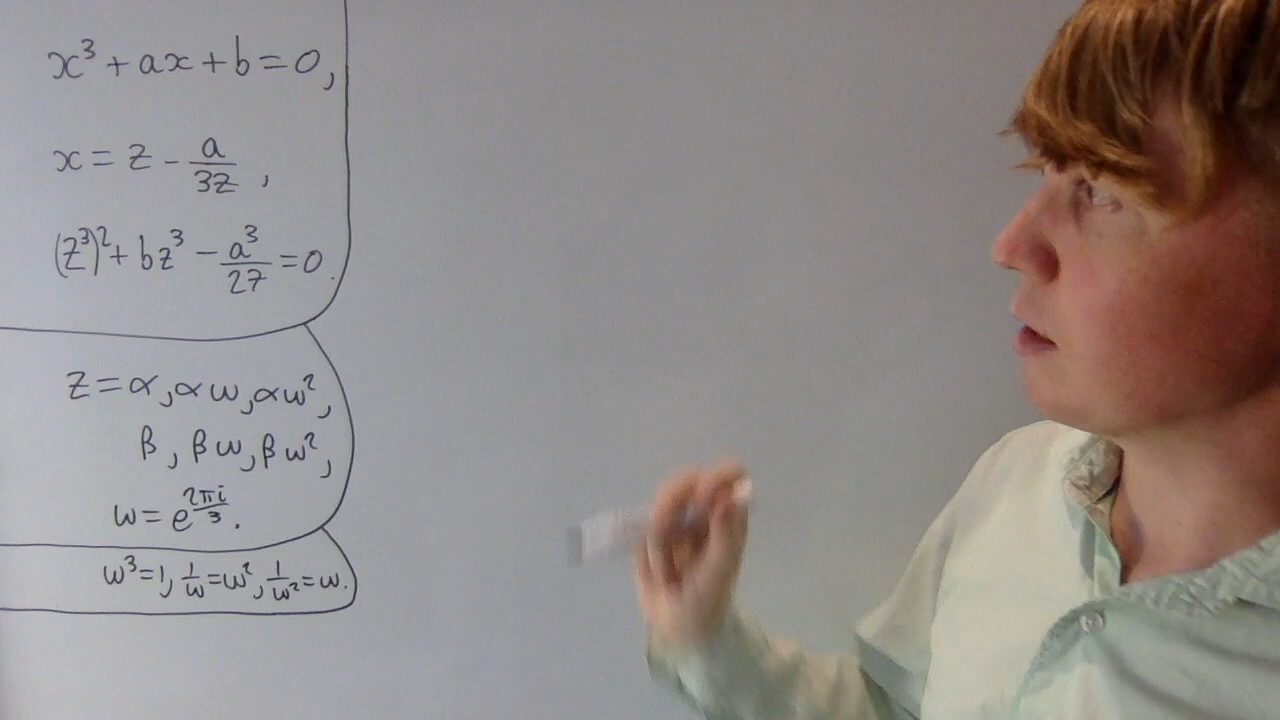 x³ + ax + b = 0,
x = z - a/3z,
(z³)² + bz³ - a³/27 = 0.
z = α, αω, αω²,
β, βω, βω²,
ω = e^(2πi/3).
ω³=1, 1/ω=ω², 1/ω²=ω.